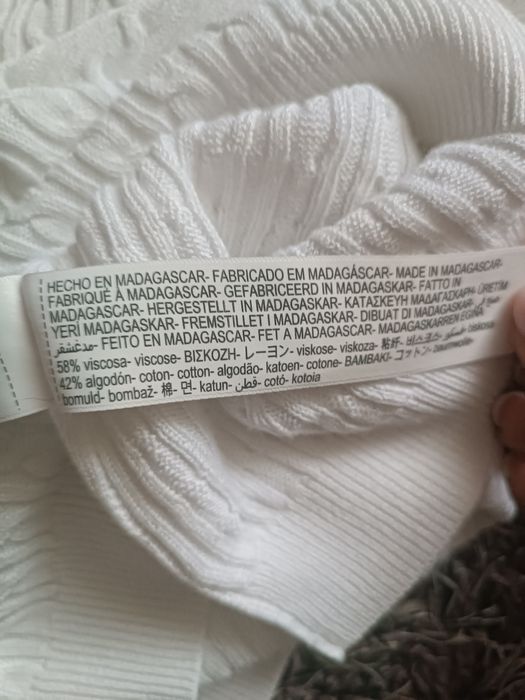 HECHO EN MADAGASCAR- FABRICADO EM MADAGÁSCAR- MADE IN MADAGASCAR-
FABRIQUÉ À MADAGASCAR- GEFABRICEERD IN MADAGASKAR- FATTO IN
MADAGASCAR- HERGESTELLT IN MADAGASKAR- ΚΑΤΑΣΚΕΥΗ ΜΑΔΑΓΑΣΚΑΡΗ- ÜRETİM
YERİ MADAGASKAR- FREMSTILLET I MADAGASKAR- DIBUAT DI MADAGASKAR-
مدغشقر- FEITO EN MADAGASCAR- FET A MADAGASCAR- MADAGASKARREN EGINA
58% viscosa- viscose- ΒΙΣΚΟΖΗ- レーヨン- viskose- viskoza- 粘纤- 비스코스- biskosa
42% algodón- coton- cotton- algodão- katoen- cotone- ΒΑΜΒΑΚΙ- コットン- baumwolle-
bomuld- bombaž- 棉- 면- katun- قطن- cotó- kotoia